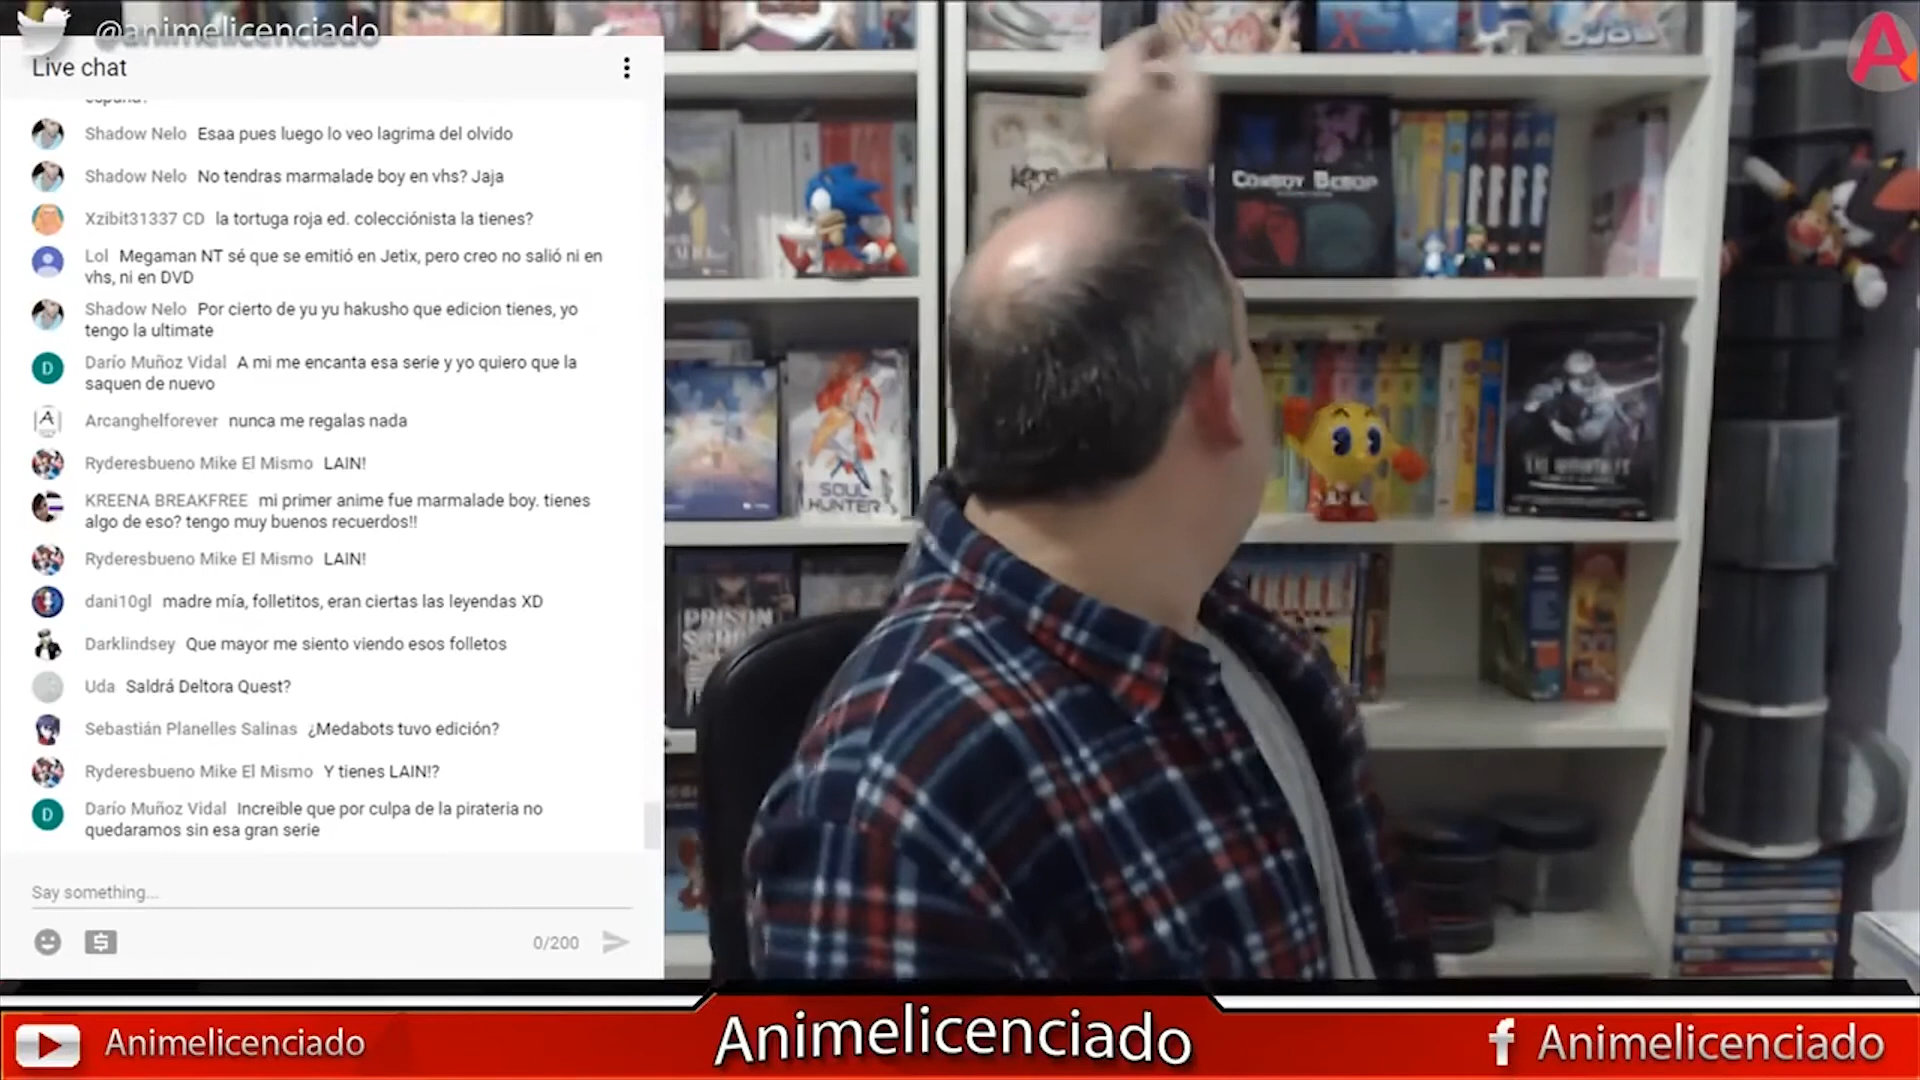 @animelicenciado
Live chat
Shadow Nelo Esaa pues luego lo veo lagrima del olvido
Shadow Nelo No tendras marmalade boy en vhs? Jaja
Xzibit31337 CD la tortuga roja ed. colecciónista la tienes?
Lol Megaman NT sé que se emitió en Jetix, pero creo no salió ni en
vhs, ni en DVD
Shadow Nelo Por cierto de yu yu hakusho que edicion tienes, yo
tengo la ultimate
D
Darío Muñoz Vidal A mi me encanta esa serie y yo quiero que la
saquen de nuevo
Arcanghelforever nunca me regalas nada
Ryderesbueno Mike El Mismo LAIN!
KREENA BREAKFREE mi primer anime fue marmalade boy. tienes
algo de eso? tengo muy buenos recuerdos!!
Ryderesbueno Mike El Mismo LAIN!
dani10gl madre mía, folletitos, eran ciertas las leyendas XD
Darklindsey Que mayor me siento viendo esos folletos
Uda Saldrá Deltora Quest?
Sebastián Planelles Salinas ¿Medabots tuvo edición?
Ryderesbueno Mike El Mismo Y tienes LAIN!?
D
Darío Muñoz Vidal Increible que por culpa de la pirateria no
quedaramos sin esa gran serie
Say something...
0/200
COWBOY BEBOP
SOUL
HUNTER
PRISON
Animelicenciado
Animelicenciado
Animelicenciado